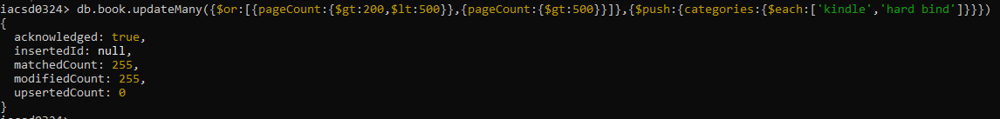 iacsd0324> db.book.updateMany({$or:[{pageCount:{$gt:200,$lt:500}},{pageCount:{$gt:500}}]},{$push:{categories:{$each:['kindle','hard bind']}}})
{
  acknowledged: true,
  insertedId: null,
  matchedCount: 255,
  modifiedCount: 255,
  upsertedCount: 0
}
iacsd0324>